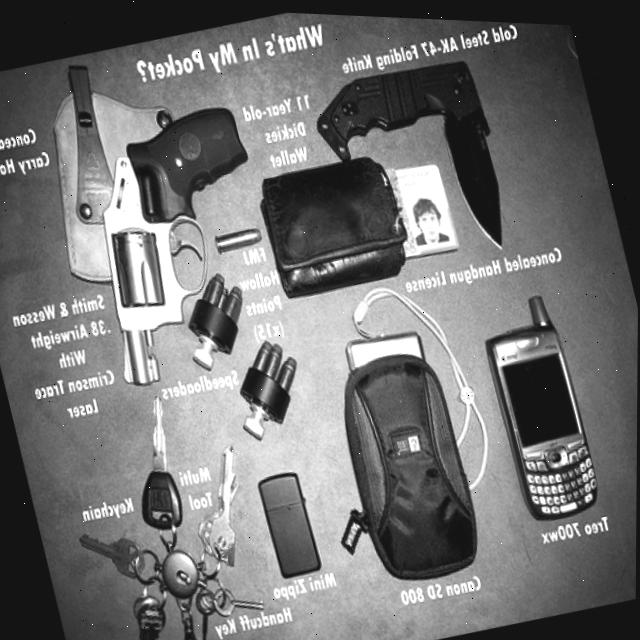 What's In My Pocket?
Cold Steel AK-47 Folding Knife
11 Year-old
Dickies
Wallet
Carry
Concealed Handgun License
FMJ
Hollow
Points
(x15)
Smith & Wesson
.38 Airweight
With
Crimson Trace
Laser
Speedloaders
Multi
Tool
Keychain
Mini Zippo
Handcuff Key
Canon SD 800
Treo 700wx